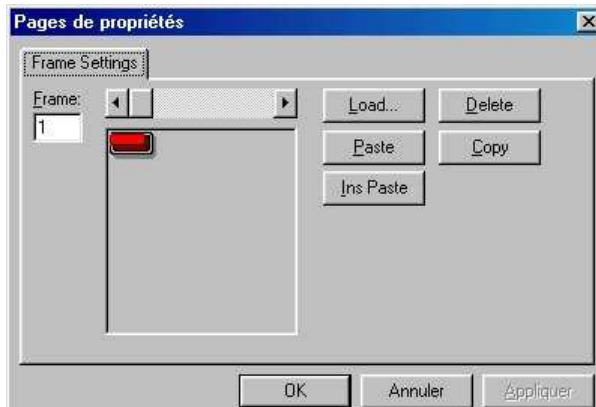 Pages de propriétés
Frame Settings
Frame:
1
Load...
Delete
Paste
Copy
Ins Paste
OK
Annuler
Appliquer